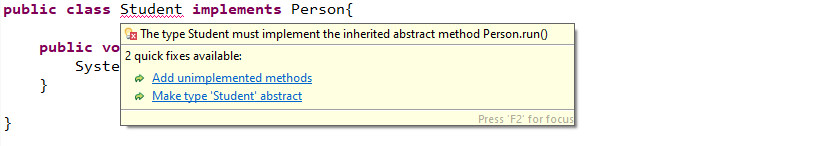 public class Student implements Person{
The type Student must implement the inherited abstract method Person.run()
2 quick fixes available:
public vo
Add unimplemented methods
Syste
Make type 'Student' abstract
}
Press 'F2' for focus
}